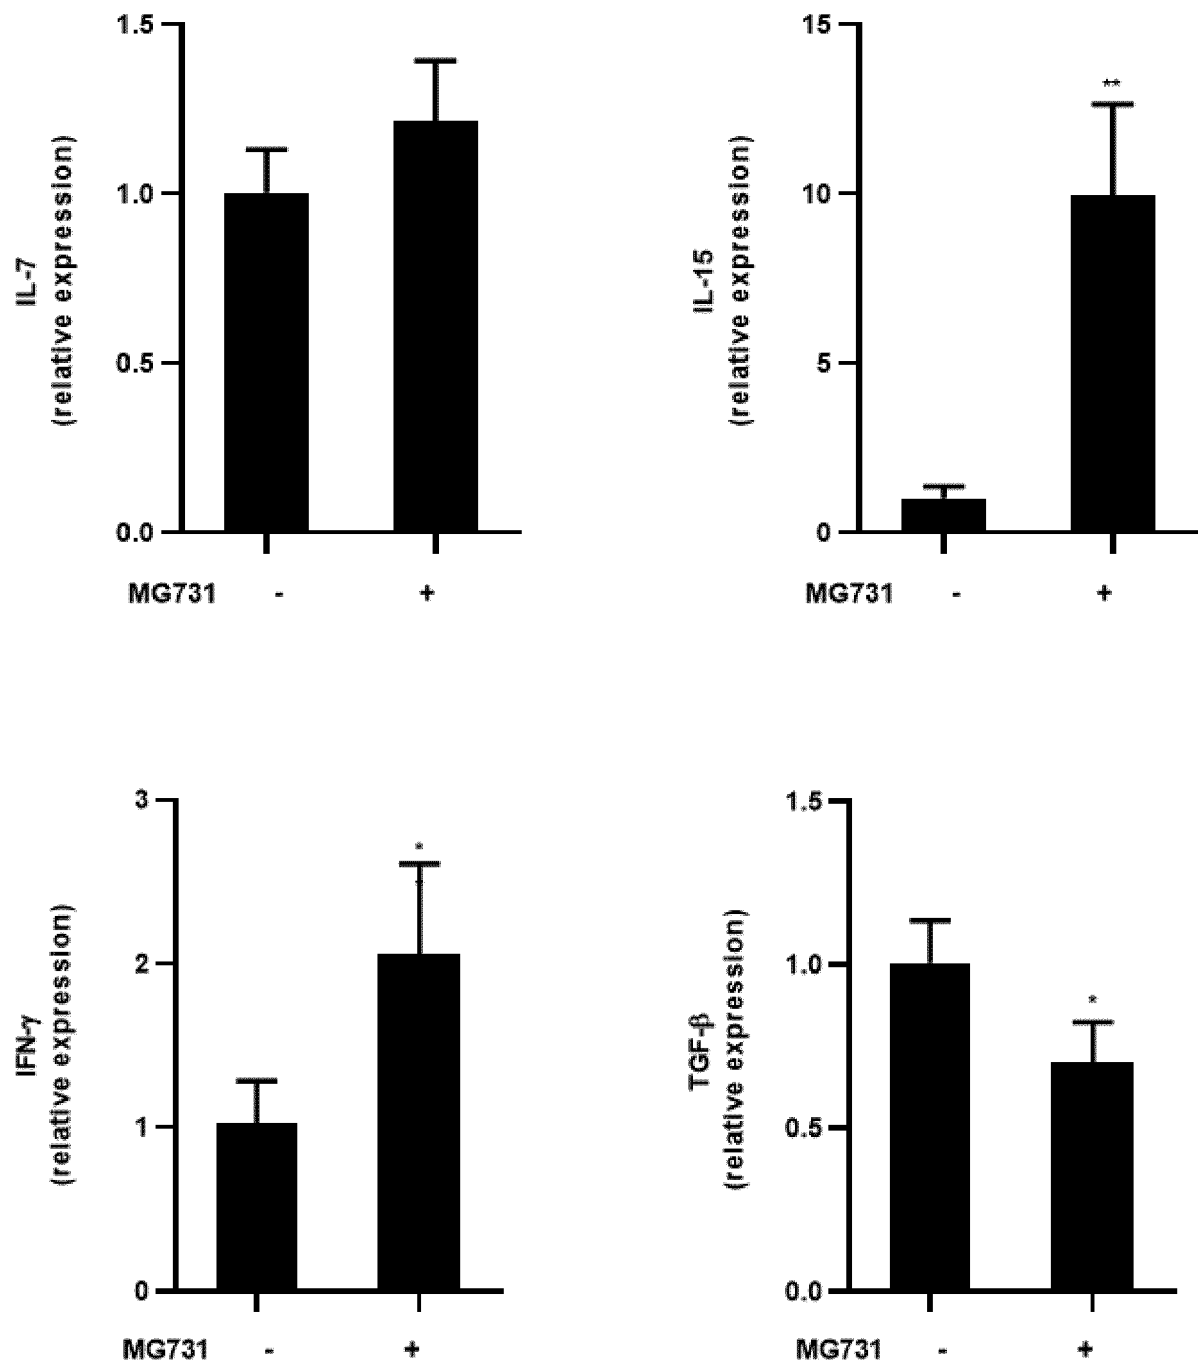 IL-7
(relative expression)
1.5
1.0
0.5
0.0
MG731 - +
IL-15
(relative expression)
15
10
5
0
**
MG731 - +
IFN-γ
(relative expression)
3
2
1
0
*
MG731 - +
TGF-β
(relative expression)
1.5
1.0
0.5
0.0
*
MG731 - +